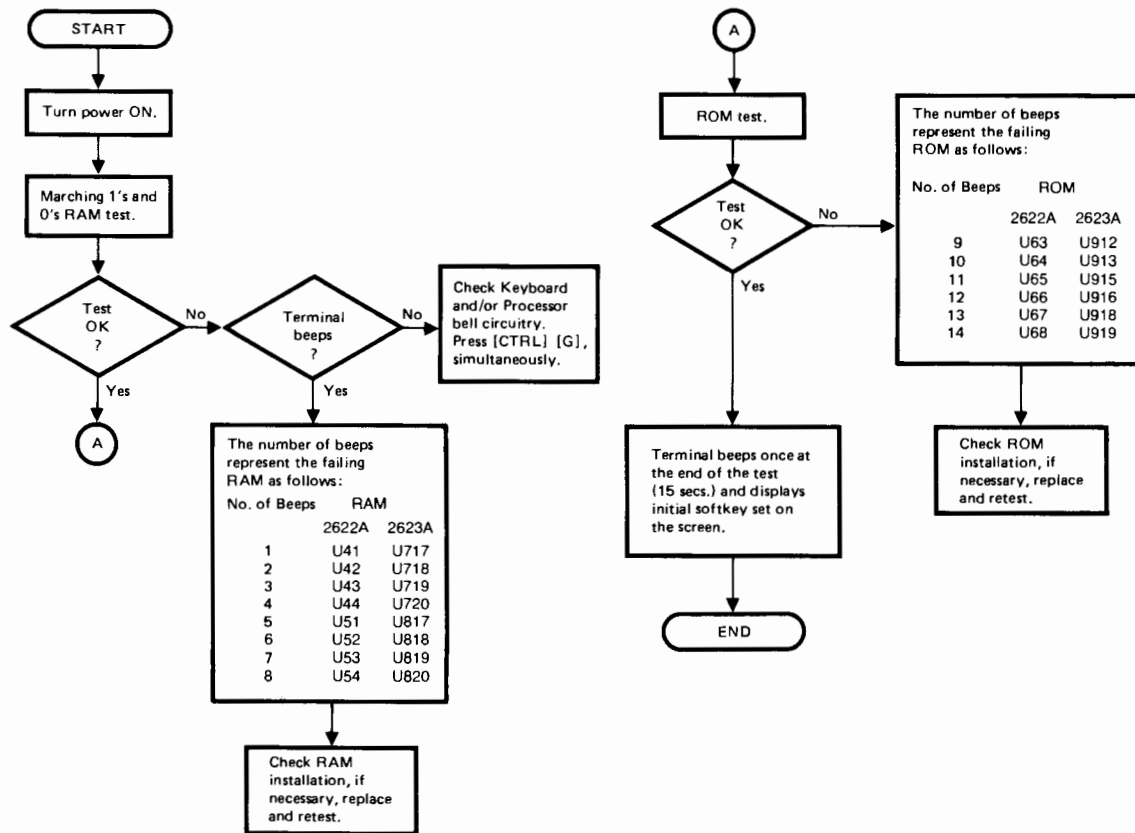 START
Turn power ON.
Marching 1's and
0's RAM test.
Test
OK
?
No
Yes
A
Terminal
beeps
?
No
Yes
Check Keyboard
and/or Processor
bell circuitry.
Press [CTRL] [G],
simultaneously.
The number of beeps
represent the failing
RAM as follows:
No. of Beeps RAM
2622A 2623A
1 U41 U717
2 U42 U718
3 U43 U719
4 U44 U720
5 U51 U817
6 U52 U818
7 U53 U819
8 U54 U820
Check RAM
installation, if
necessary, replace
and retest.
A
ROM test.
Test
OK
?
No
Yes
The number of beeps
represent the failing
ROM as follows:
No. of Beeps ROM
2622A 2623A
9 U63 U912
10 U64 U913
11 U65 U915
12 U66 U916
13 U67 U918
14 U68 U919
Check ROM
installation, if
necessary, replace
and retest.
Terminal beeps once at
the end of the test
(15 secs.) and displays
initial softkey set on
the screen.
END